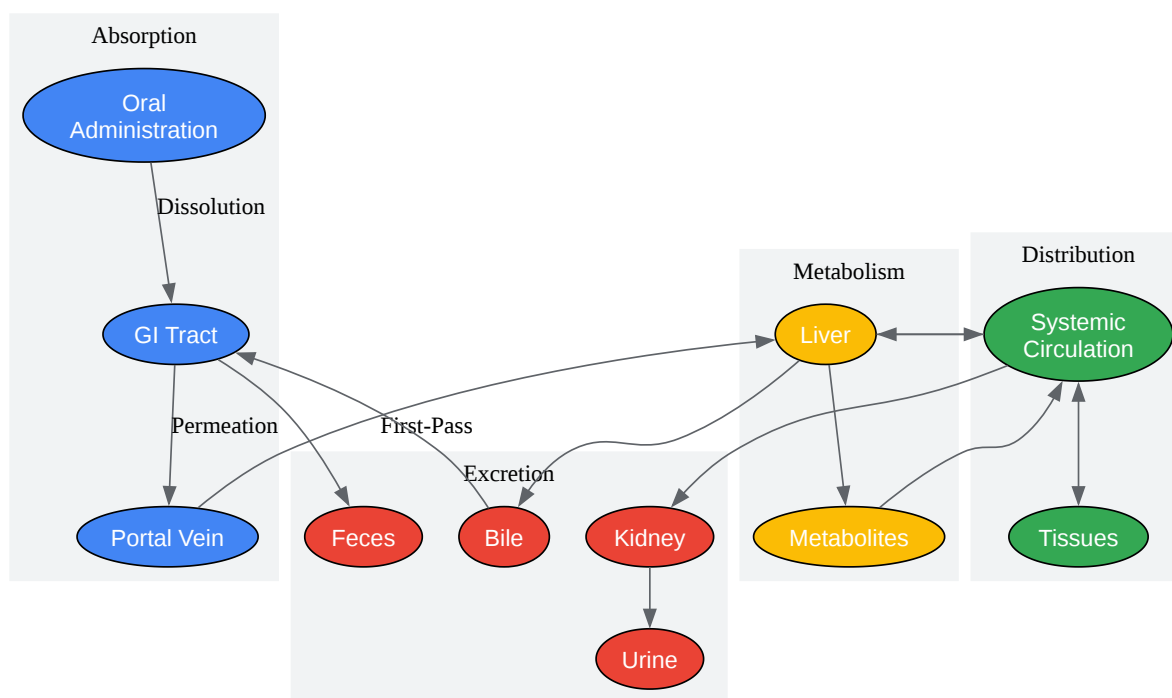 Absorption
Oral
Administration
Dissolution
Metabolism
Distribution
GI Tract
Liver
Systemic
Circulation
Permeation
First-Pass
Excretion
Portal Vein
Feces
Bile
Kidney
Metabolites
Tissues
Urine